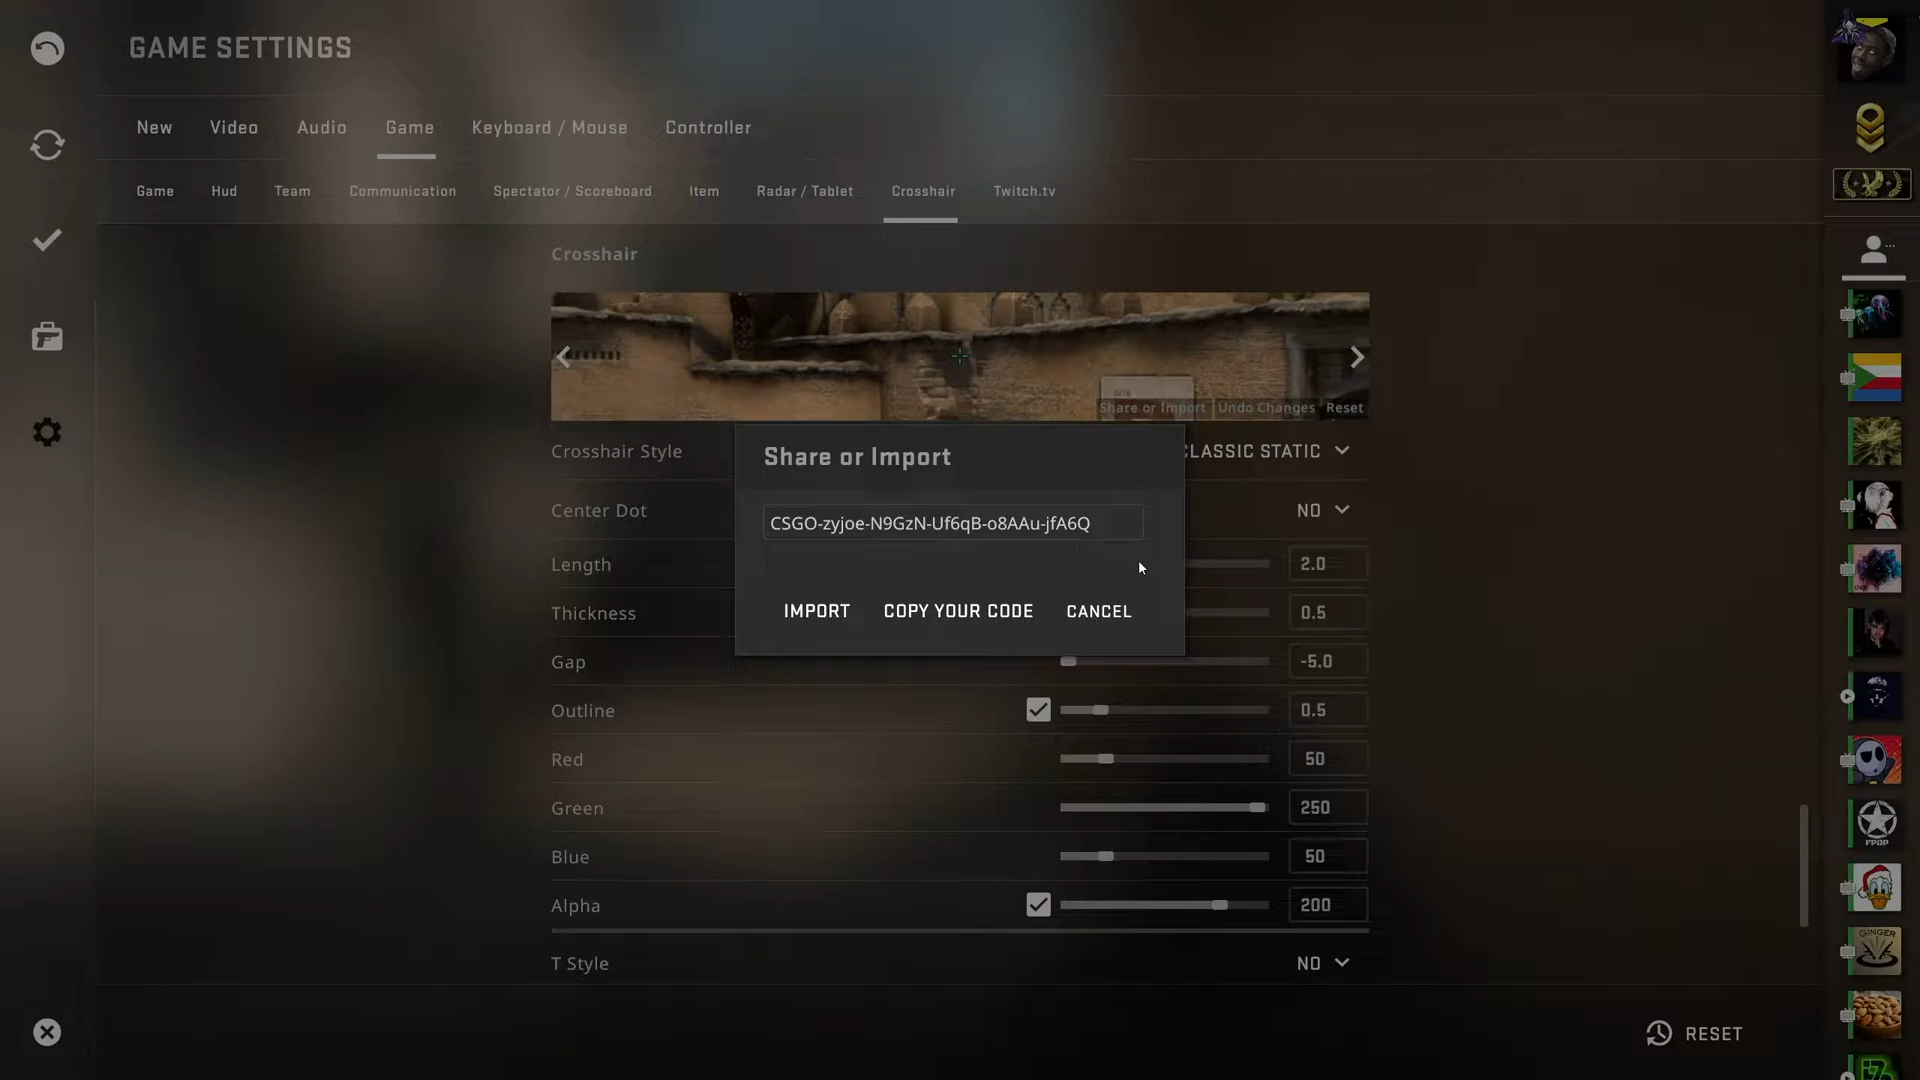 GAME SETTINGS
New Video Audio Game Keyboard / Mouse Controller
Game Hud Team Communication Spectator / Scoreboard Item Radar / Tablet Crosshair Twitch.tv
Crosshair
Share or Import Undo Changes Reset
Crosshair Style CLASSIC STATIC
Share or Import
Center Dot NO
CSGO-zyjoe-N9GzN-Uf6qB-o8AAu-jfA6Q
Length 2.0
Thickness 0.5
IMPORT COPY YOUR CODE CANCEL
Gap -5.0
Outline 0.5
Red 50
Green 250
Blue 50
Alpha 200
T Style NO
RESET
FPDP
GINGER